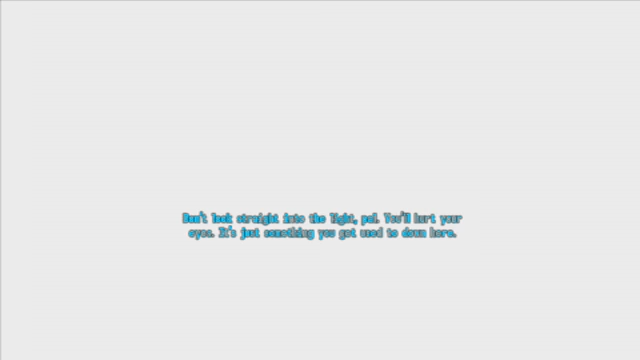 Don't look straight into the light, pal. You'll hurt your
eyes. It's just something you get used to down here.